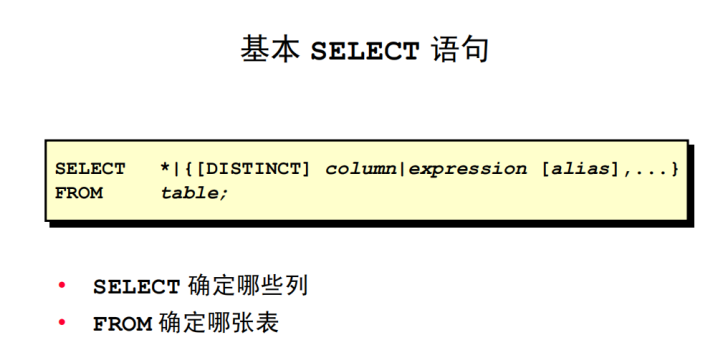 基本 SELECT 语句
SELECT *|{[DISTINCT] column|expression [alias],...}
FROM table;
• SELECT 确定哪些列
• FROM 确定哪张表